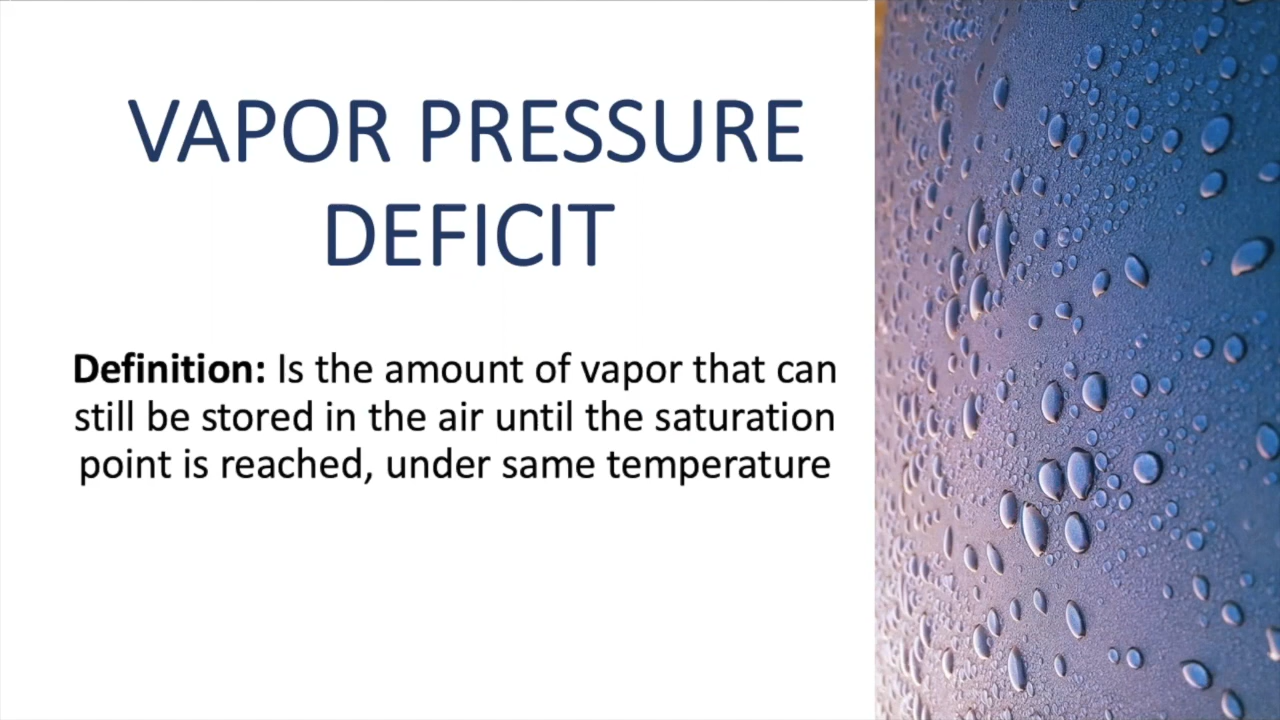 VAPOR PRESSURE
DEFICIT
Definition: Is the amount of vapor that can
still be stored in the air until the saturation
point is reached, under same temperature